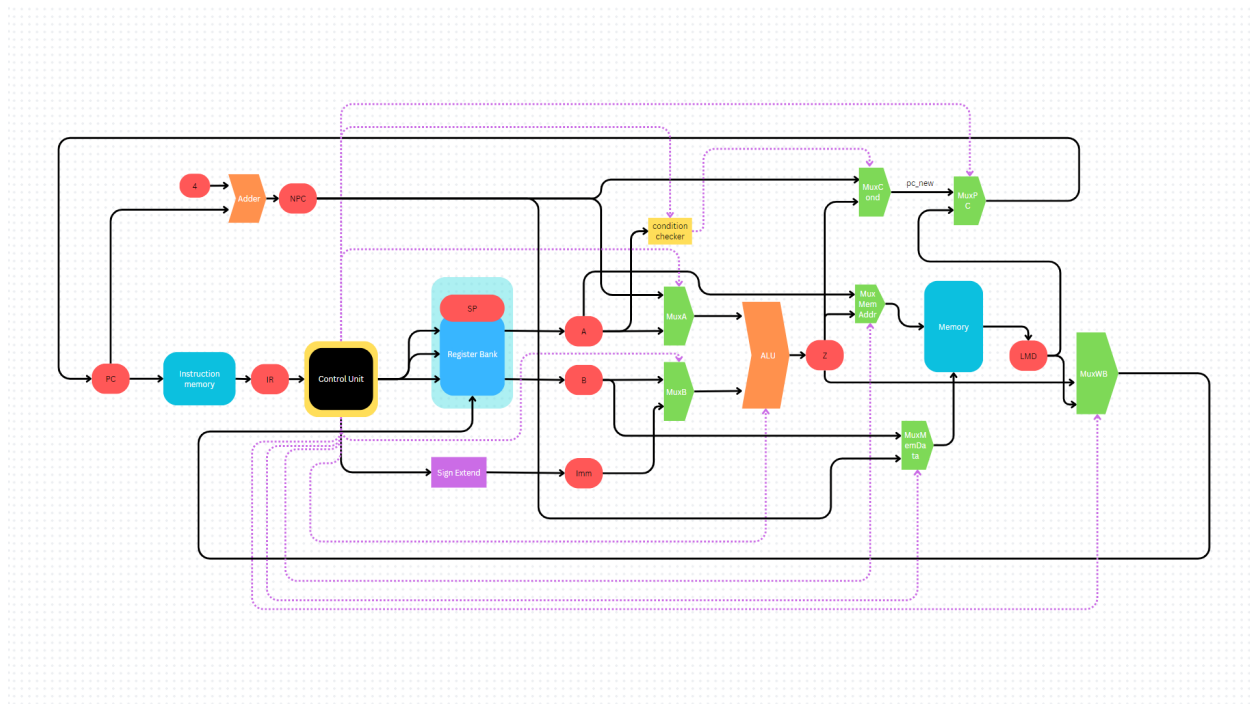 MuxC
ond
pc_new
MuxP
C
4
Adder
NPC
condition
checker
SP
Register Bank
A
MuxA
Mux
Mem
Addr
Memory
ALU
Z
LMD
PC
Instruction
memory
IR
Control Unit
B
MuxB
MuxWB
MuxM
emDa
ta
Sign Extend
Imm